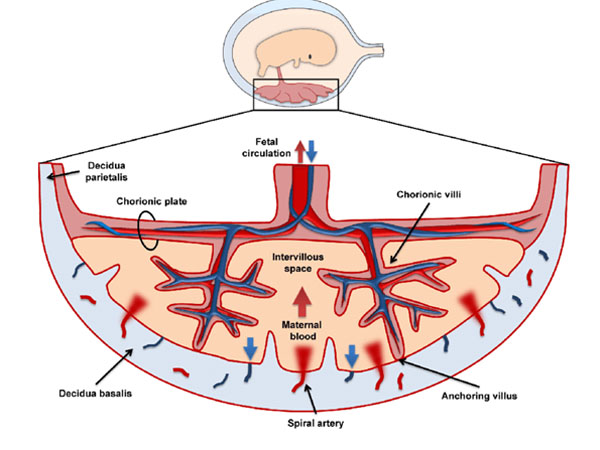 Fetal
circulation
Decidua
parietalis
Chorionic plate
Chorionic villi
Intervillous
space
Maternal
blood
Decidua basalis
Anchoring villus
Spiral artery